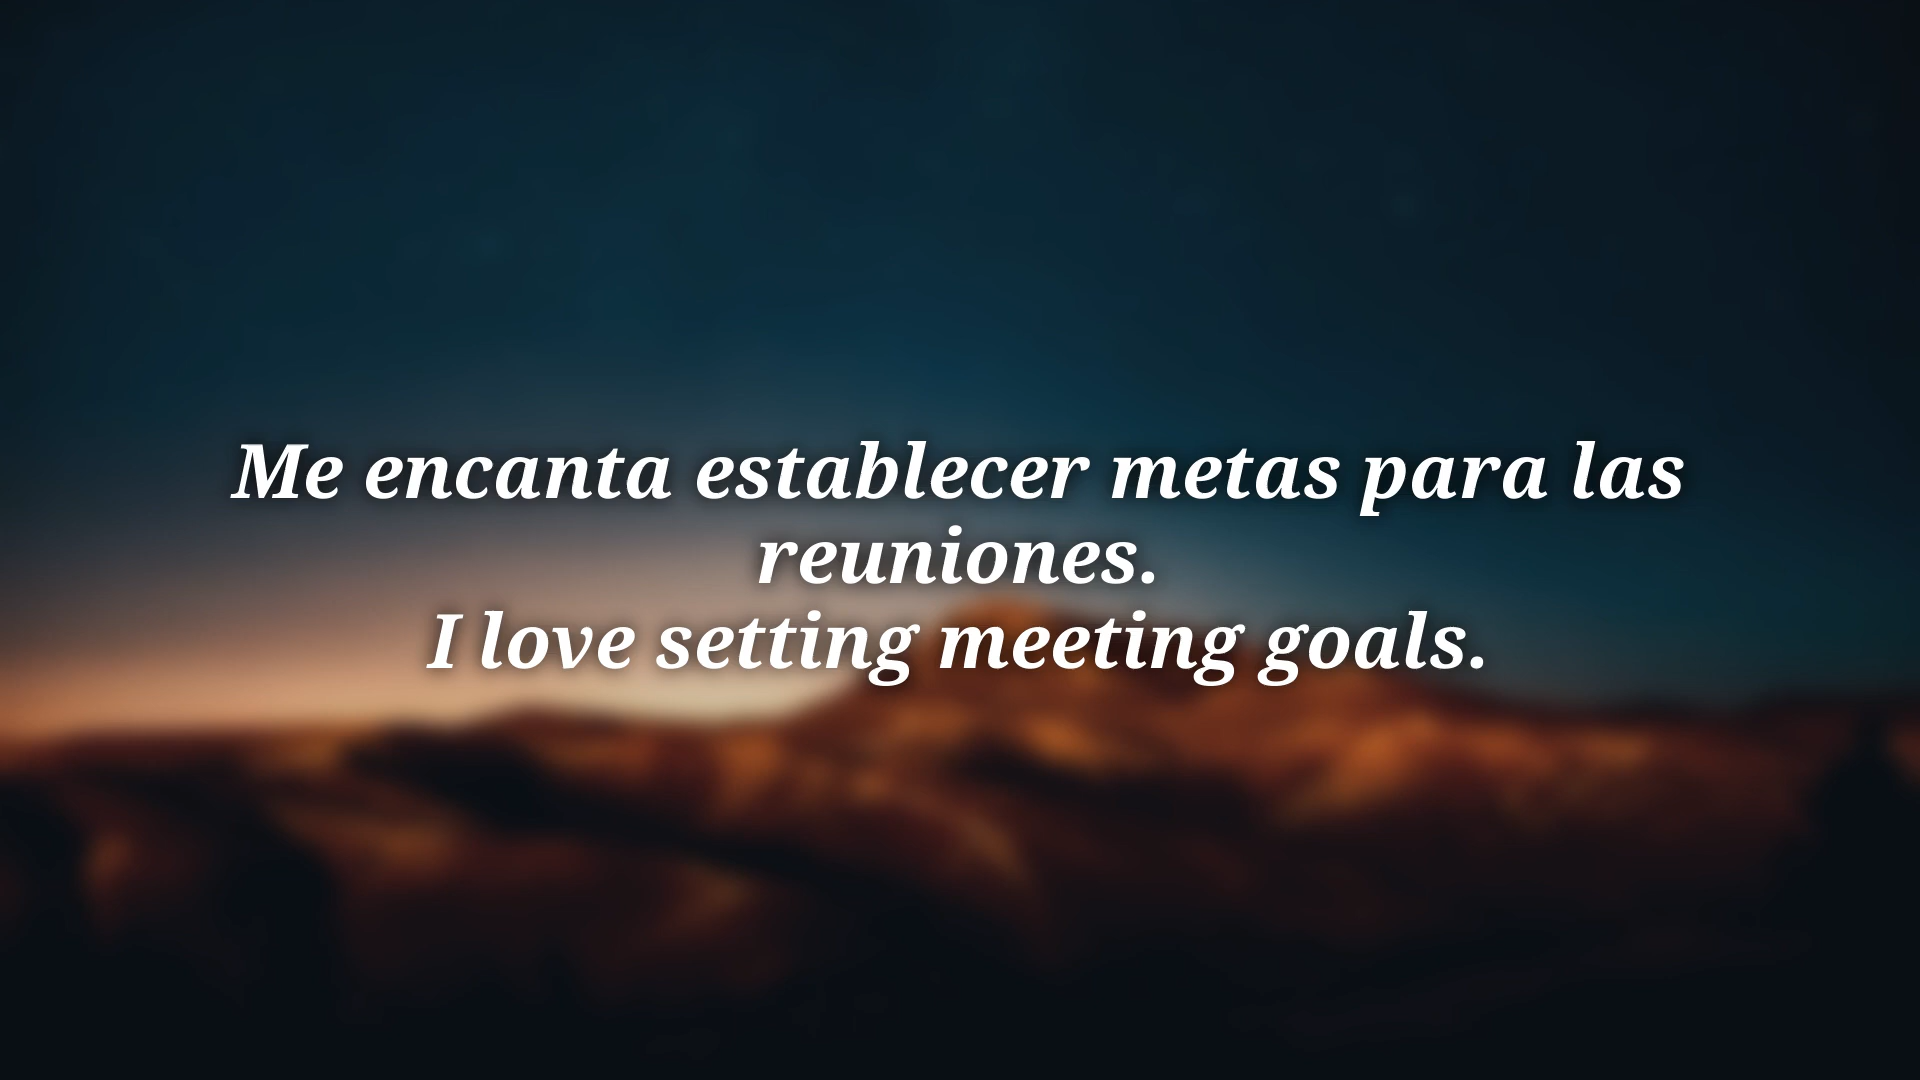 Me encanta establecer metas para las
reuniones.
I love setting meeting goals.